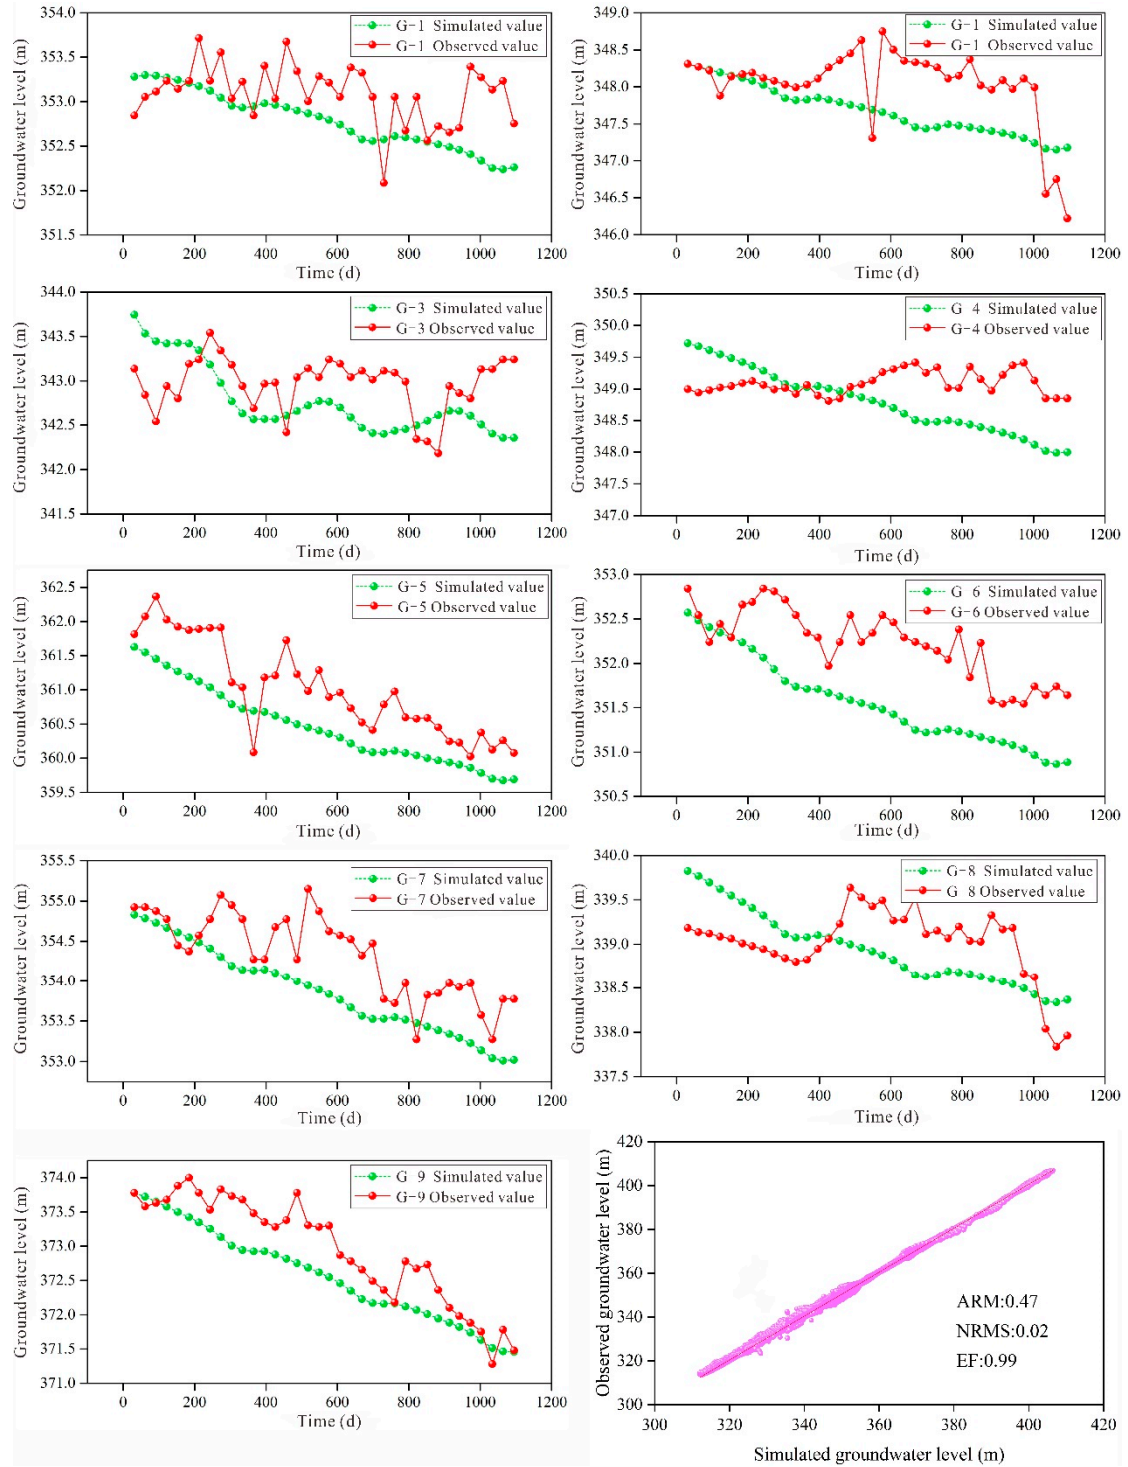 354.0
353.5
353.0
352.5
352.0
351.5
Groundwater level (m)
G-1 Simulated value
G-1 Observed value
0 200 400 600 800 1000 1200
Time (d)
349.0
348.5
348.0
347.5
347.0
346.5
346.0
Groundwater level (m)
G-1 Simulated value
G-1 Observed value
0 200 400 600 800 1000 1200
Time (d)
344.0
343.5
343.0
342.5
342.0
341.5
Groundwater level (m)
G-3 Simulated value
G-3 Observed value
0 200 400 600 800 1000 1200
Time (d)
350.5
350.0
349.5
349.0
348.5
348.0
347.5
347.0
Groundwater level (m)
G-4 Simulated value
G-4 Observed value
0 200 400 600 800 1000 1200
Time (d)
362.5
362.0
361.5
361.0
360.5
360.0
359.5
Groundwater level (m)
G-5 Simulated value
G-5 Observed value
0 200 400 600 800 1000 1200
Time (d)
353.0
352.5
352.0
351.5
351.0
350.5
Groundwater level (m)
G-6 Simulated value
G-6 Observed value
0 200 400 600 800 1000 1200
Time (d)
355.5
355.0
354.5
354.0
353.5
353.0
Groundwater level (m)
G-7 Simulated value
G-7 Observed value
0 200 400 600 800 1000 1200
Time (d)
340.0
339.5
339.0
338.5
338.0
337.5
Groundwater level (m)
G-8 Simulated value
G-8 Observed value
0 200 400 600 800 1000 1200
Time (d)
374.0
373.5
373.0
372.5
372.0
371.5
371.0
Groundwater level (m)
G-9 Simulated value
G-9 Observed value
0 200 400 600 800 1000 1200
Time (d)
420
400
380
360
340
320
300
Observed groundwater level (m)
ARM:0.47
NRMS:0.02
EF:0.99
300 320 340 360 380 400 420
Simulated groundwater level (m)